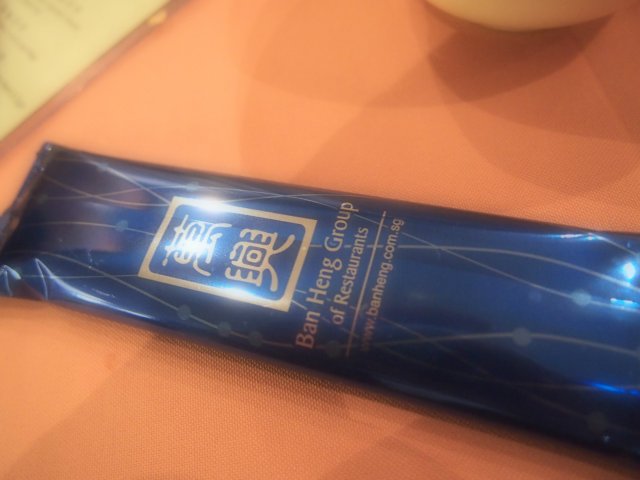 萬興
Ban Heng Group
of Restaurants
www.banheng.com.sg